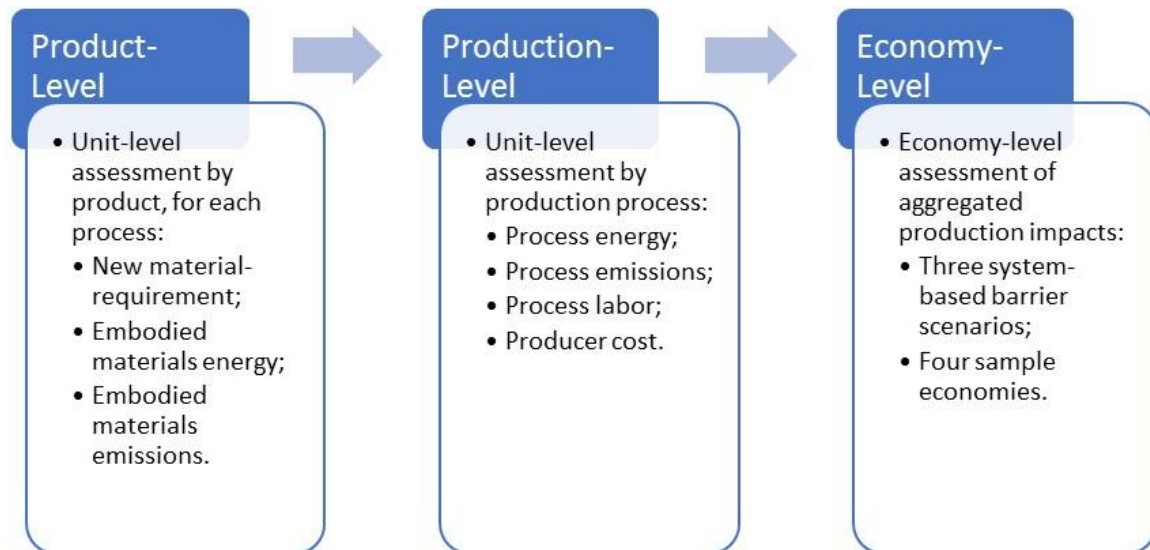 Product-
Level
• Unit-level
assessment by
product, for each
process:
• New material-
requirement;
• Embodied
materials energy;
• Embodied
materials
emissions.
Production-
Level
• Unit-level
assessment by
production process:
• Process energy;
• Process emissions;
• Process labor;
• Producer cost.
Economy-
Level
• Economy-level
assessment of
aggregated
production impacts:
• Three system-
based barrier
scenarios;
• Four sample
economies.